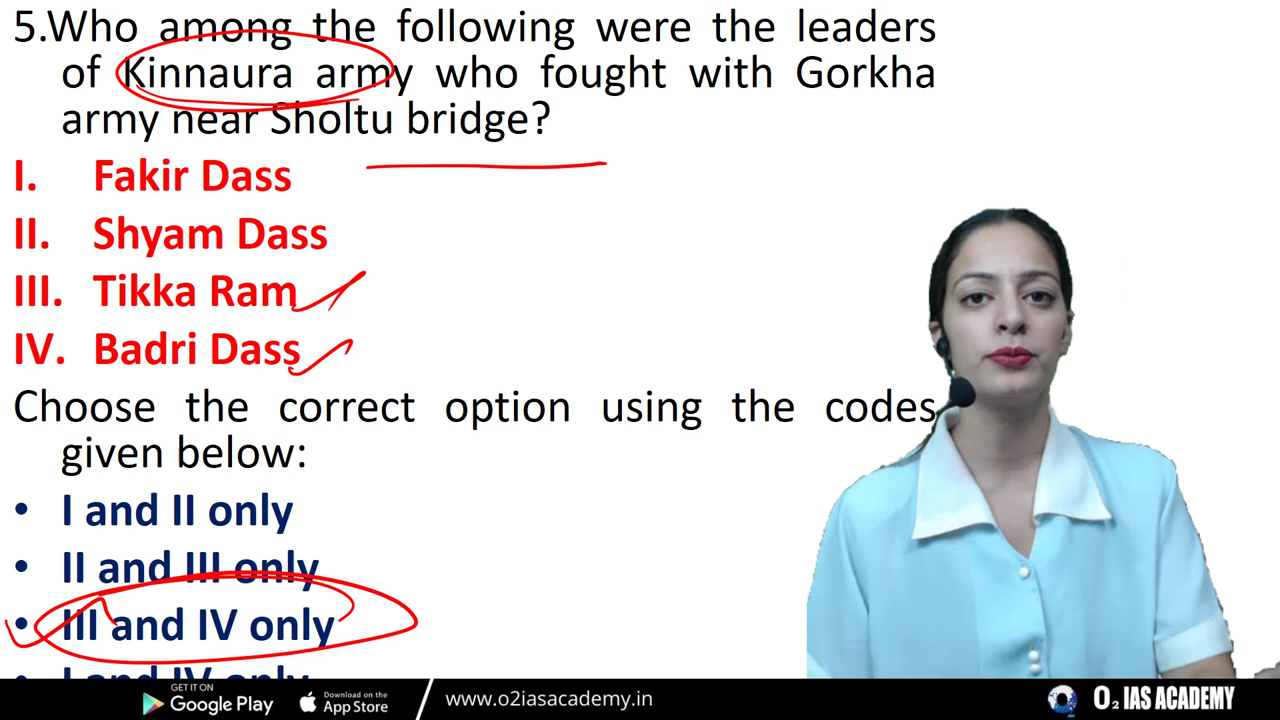 5.Who among the following were the leaders
of Kinnaura army who fought with Gorkha
army near Sholtu bridge?
I. Fakir Dass
II. Shyam Dass
III. Tikka Ram
IV. Badri Dass
Choose the correct option using the codes
given below:
• I and II only
• II and III only
• III and IV only
• I and IV only
GET IT ON
Google Play
Download on the
App Store
www.o2iasacademy.in
O2 IAS ACADEMY